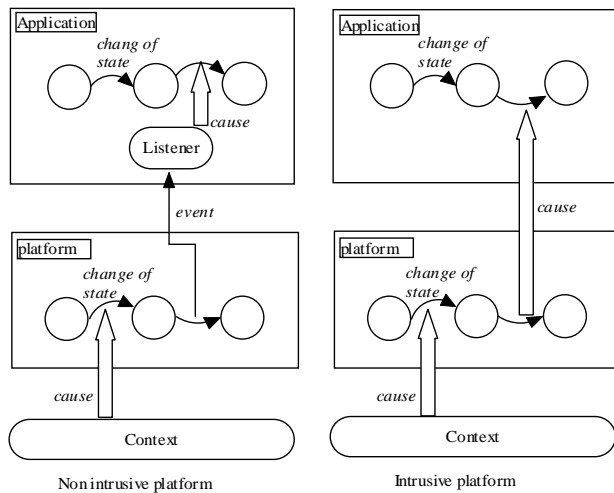 Application
chang of
state
cause
Listener
event
platform
change of
state
cause
Context
Non intrusive platform
Application
change of
state
cause
platform
change of
state
cause
Context
Intrusive platform